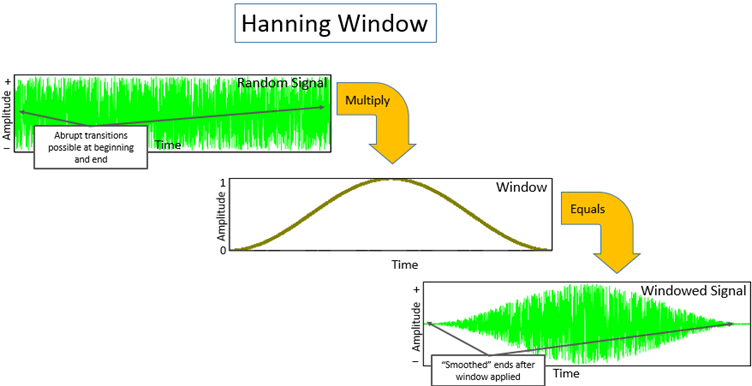 Hanning Window
+
Random Signal
Amplitude
Abrupt transitions
possible at beginning
and end
Time
–
Multiply
Window
1
Amplitude
0
Time
Equals
Windowed Signal
+
Amplitude
–
"Smoothed" ends after
window applied
Time